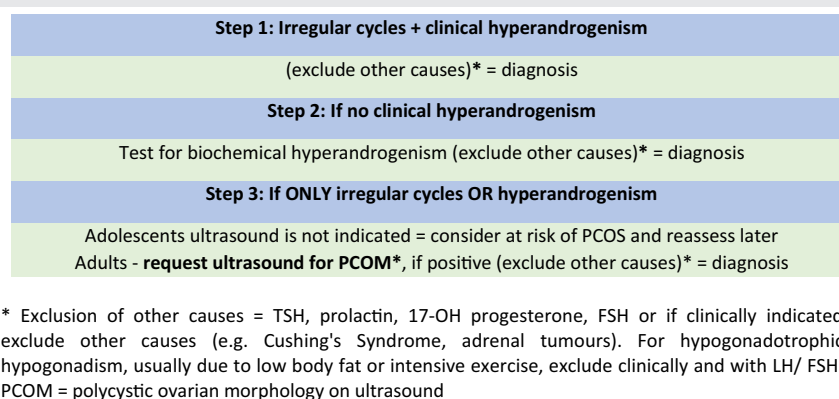 Step 1: Irregular cycles + clinical hyperandrogenism
(exclude other causes)* = diagnosis
Step 2: If no clinical hyperandrogenism
Test for biochemical hyperandrogenism (exclude other causes)* = diagnosis
Step 3: If ONLY irregular cycles OR hyperandrogenism
Adolescents ultrasound is not indicated = consider at risk of PCOS and reassess later
Adults - request ultrasound for PCOM*, if positive (exclude other causes)* = diagnosis
* Exclusion of other causes = TSH, prolactin, 17-OH progesterone, FSH or if clinically indicated
exclude other causes (e.g. Cushing's Syndrome, adrenal tumours). For hypogonadotrophic
hypogonadism, usually due to low body fat or intensive exercise, exclude clinically and with LH/ FSH
PCOM = polycystic ovarian morphology on ultrasound